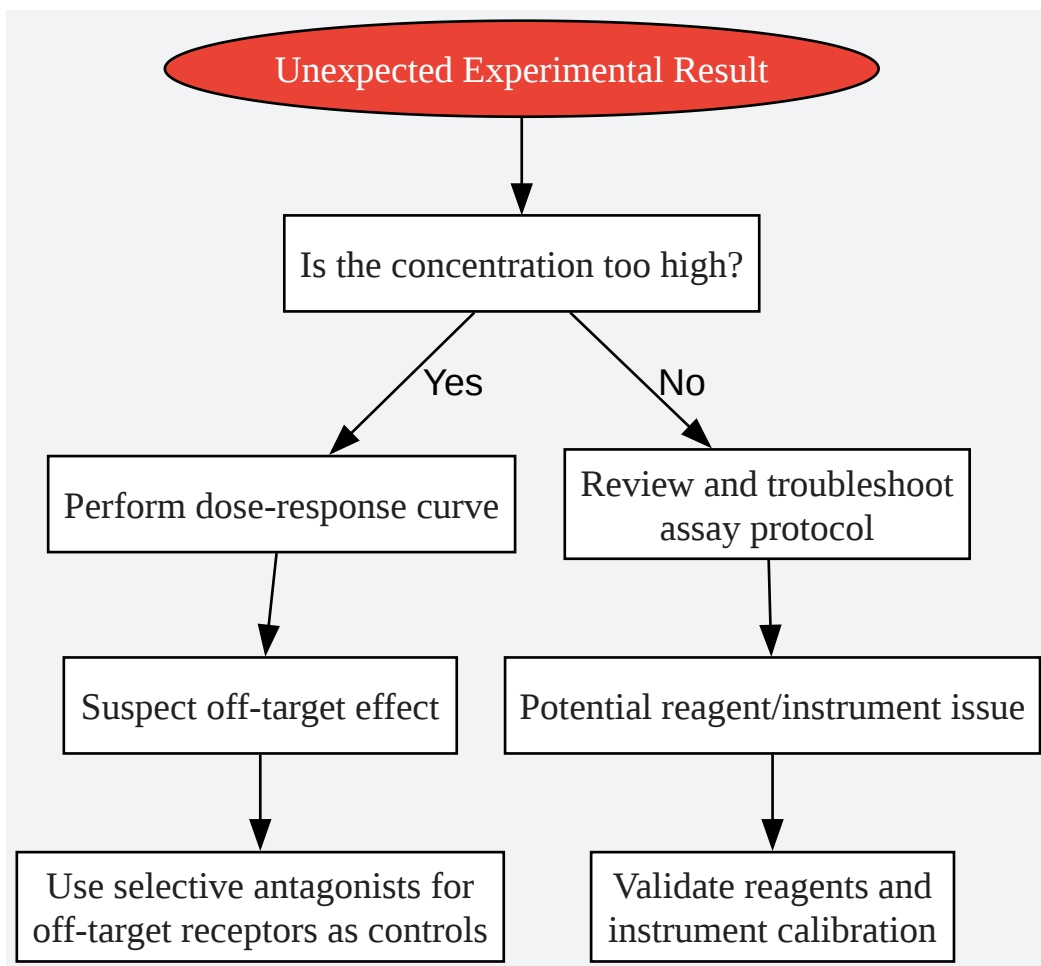 Unexpected Experimental Result
Is the concentration too high?
Yes
No
Perform dose-response curve
Review and troubleshoot
assay protocol
Suspect off-target effect
Potential reagent/instrument issue
Use selective antagonists for
off-target receptors as controls
Validate reagents and
instrument calibration